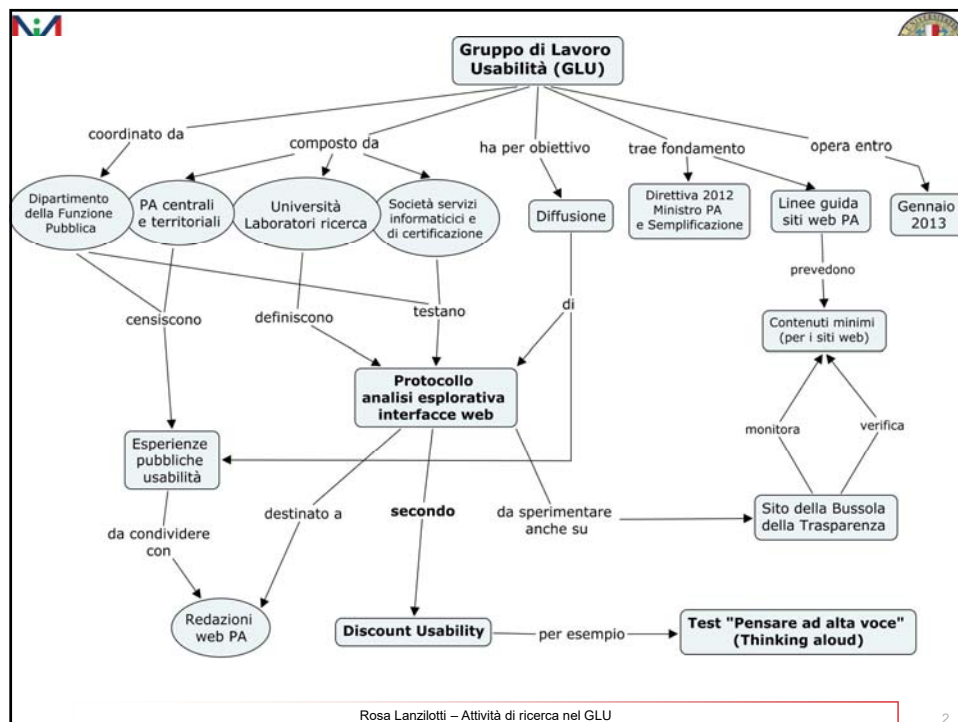 Gruppo di Lavoro
Usabilità (GLU)
coordinato da
composto da
ha per obiettivo
trae fondamento
opera entro
Dipartimento
della Funzione
Pubblica
PA centrali
e territoriali
Università
Laboratori ricerca
Società servizi
informaticici e
di certificazione
Diffusione
Direttiva 2012
Ministro PA
e Semplificazione
Linee guida
siti web PA
Gennaio
2013
prevedono
censiscono
definiscono
testano
di
Contenuti minimi
(per i siti web)
Protocollo
analisi esplorativa
interfacce web
monitora
verifica
Esperienze
pubbliche
usabilità
destinato a
secondo
da sperimentare
anche su
Sito della Bussola
della Trasparenza
da condividere
con
Redazioni
web PA
Discount Usability
per esempio
Test "Pensare ad alta voce"
(Thinking aloud)
Rosa Lanzilotti – Attività di ricerca nel GLU
2